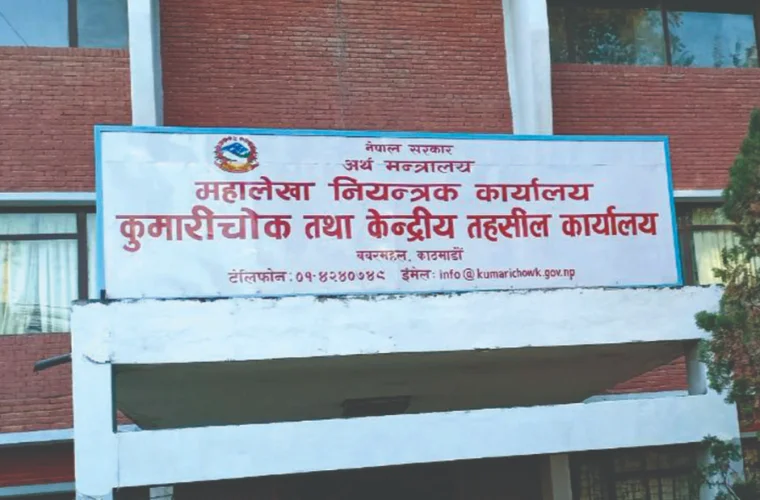 नेपाल सरकार
अर्थ मन्त्रालय
महालेखा नियन्त्रक कार्यालय
कुमारीचोक तथा केन्द्रीय तहसील कार्यालय
बबरमहल, काठमाडौं
टेलिफोन: ०१-४२४०७४८ ईमेल: info@kumarichowk.gov.np